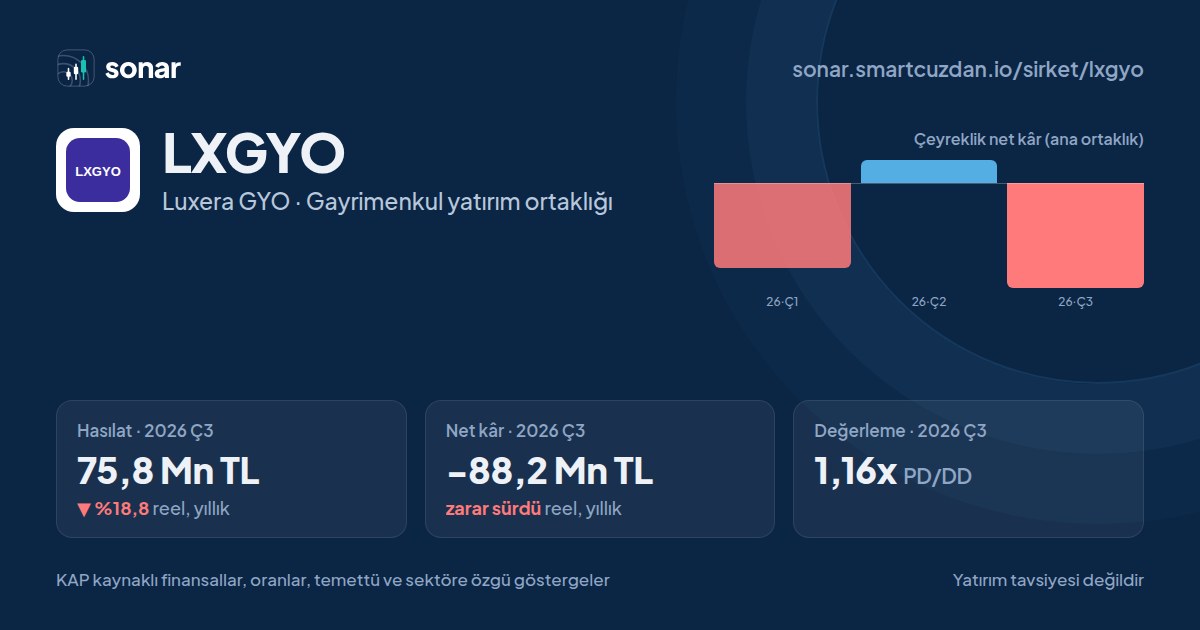 sonar
sonar.smartcuzdan.io/sirket/lxgyo
LXGYO
LXGYO
Luxera GYO · Gayrimenkul yatırım ortaklığı
Çeyreklik net kâr (ana ortaklık)
26-Ç1
26-Ç2
26-Ç3
Hasılat · 2026 Ç3
75,8 Mn TL
▼ %18,8 reel, yıllık
Net kâr · 2026 Ç3
−88,2 Mn TL
zarar sürdü reel, yıllık
Değerleme · 2026 Ç3
1,16x PD/DD
KAP kaynaklı finansallar, oranlar, temettü ve sektöre özgü göstergeler
Yatırım tavsiyesi değildir